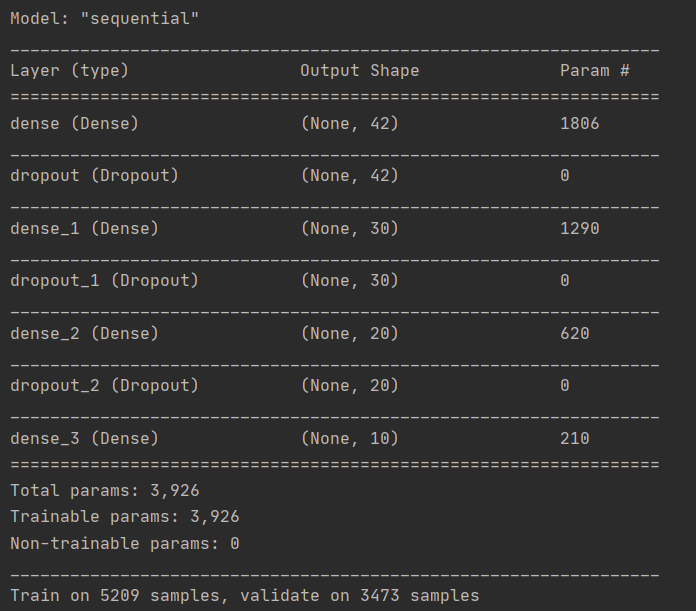 Model: "sequential"
_________________________________________________________________
Layer (type)                 Output Shape              Param #
=================================================================
dense (Dense)                (None, 42)                1806
_________________________________________________________________
dropout (Dropout)            (None, 42)                0
_________________________________________________________________
dense_1 (Dense)              (None, 30)                1290
_________________________________________________________________
dropout_1 (Dropout)          (None, 30)                0
_________________________________________________________________
dense_2 (Dense)              (None, 20)                620
_________________________________________________________________
dropout_2 (Dropout)          (None, 20)                0
_________________________________________________________________
dense_3 (Dense)              (None, 10)                210
=================================================================
Total params: 3,926
Trainable params: 3,926
Non-trainable params: 0
_________________________________________________________________
Train on 5209 samples, validate on 3473 samples